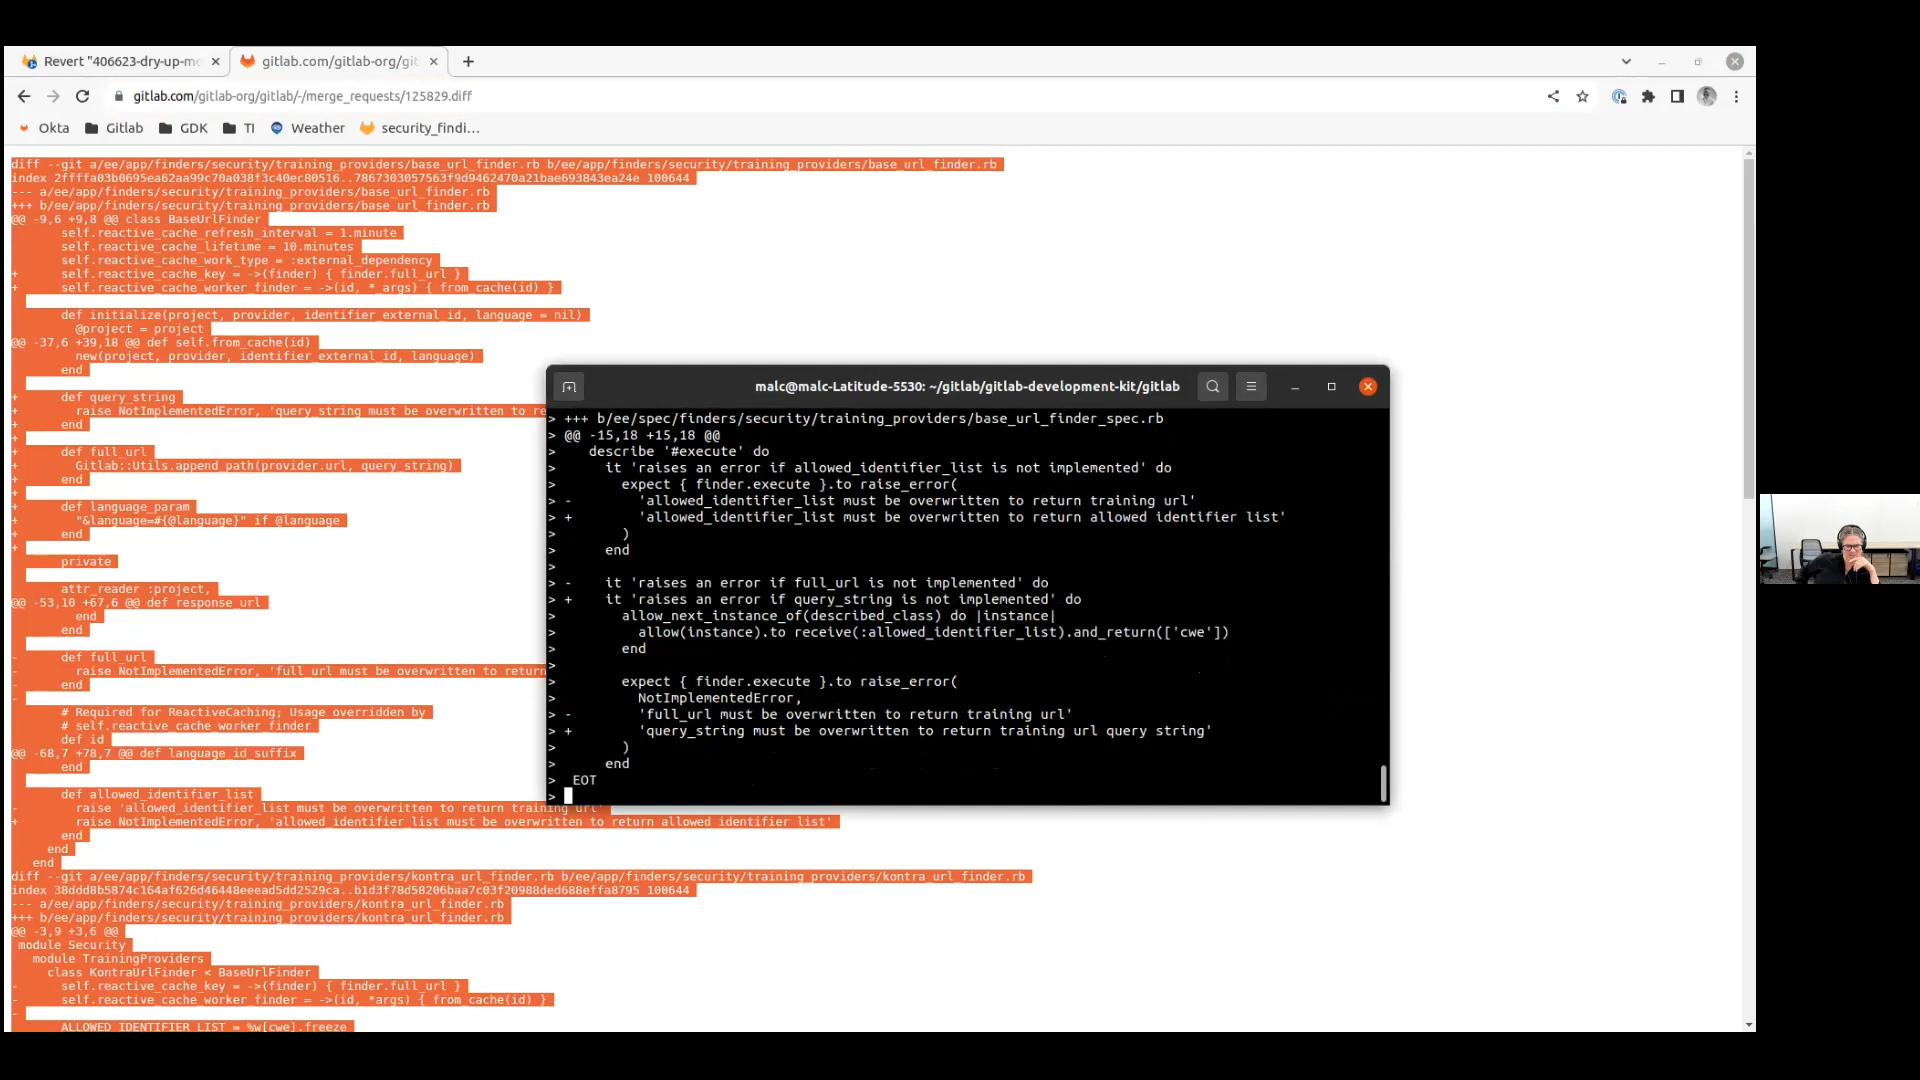 Revert "406623-dry-up-mo
gitlab.com/gitlab-org/git
gitlab.com/gitlab-org/gitlab/-/merge_requests/125829.diff
Okta
Gitlab
GDK
TI
Weather
security_findi…
diff --git a/ee/app/finders/security/training_providers/base_url_finder.rb b/ee/app/finders/security/training_providers/base_url_finder.rb
index 2ffffa03b0695ea62aa99c70a038f3c40ec80516..7867303057563f9d9462470a21bae693843ea24e 100644
--- a/ee/app/finders/security/training_providers/base_url_finder.rb
+++ b/ee/app/finders/security/training_providers/base_url_finder.rb
@@ -9,6 +9,8 @@ class BaseUrlFinder
self.reactive_cache_refresh_interval = 1.minute
self.reactive_cache_lifetime = 10.minutes
self.reactive_cache_work_type = :external_dependency
+ self.reactive_cache_key = ->(finder) { finder.full_url }
+ self.reactive_cache_worker_finder = ->(id, *_args) { from_cache(id) }
def initialize(project, provider, identifier_external_id, language = nil)
@project = project
@@ -37,6 +39,18 @@ def self.from_cache(id)
new(project, provider, identifier_external_id, language)
end
+ def query_string
+ raise NotImplementedError, 'query_string must be overwritten to re
+ end
+
+ def full_url
+ Gitlab::Utils.append_path(provider.url, query_string)
+ end
+
+ def language_param
+ "&language=#{@language}" if @language
+ end
+
private
attr_reader :project,
@@ -53,10 +67,6 @@ def response_url
end
end
- def full_url
- raise NotImplementedError, 'full_url must be overwritten to return
- end
-
# Required for ReactiveCaching; Usage overridden by
# self.reactive_cache_worker_finder
def id
@@ -68,7 +78,7 @@ def language_id_suffix
end
def allowed_identifier_list
- raise 'allowed_identifier_list must be overwritten to return training url'
+ raise NotImplementedError, 'allowed_identifier_list must be overwritten to return allowed identifier list'
end
end
end
diff --git a/ee/app/finders/security/training_providers/kontra_url_finder.rb b/ee/app/finders/security/training_providers/kontra_url_finder.rb
index 38ddd8b5874c164af626d46448eeead5dd2529ca..b1d3f78d58206baa7c03f20988ded688effa8795 100644
--- a/ee/app/finders/security/training_providers/kontra_url_finder.rb
+++ b/ee/app/finders/security/training_providers/kontra_url_finder.rb
@@ -3,9 +3,6 @@
module Security
module TrainingProviders
class KontraUrlFinder < BaseUrlFinder
- self.reactive_cache_key = ->(finder) { finder.full_url }
- self.reactive_cache_worker_finder = ->(id, *args) { from_cache(id) }
-
ALLOWED_IDENTIFIER_LIST = %w[cwe].freeze
malc@malc-Latitude-5530: ~/gitlab/gitlab-development-kit/gitlab
> +++ b/ee/spec/finders/security/training_providers/base_url_finder_spec.rb
> @@ -15,18 +15,18 @@
> describe '#execute' do
> it 'raises an error if allowed_identifier_list is not implemented' do
> expect { finder.execute }.to raise_error(
> - 'allowed_identifier_list must be overwritten to return training url'
> + 'allowed_identifier_list must be overwritten to return allowed identifier list'
> )
> end
>
> - it 'raises an error if full_url is not implemented' do
> + it 'raises an error if query_string is not implemented' do
> allow_next_instance_of(described_class) do |instance|
> allow(instance).to receive(:allowed_identifier_list).and_return(['cwe'])
> end
>
> expect { finder.execute }.to raise_error(
> NotImplementedError,
> - 'full_url must be overwritten to return training url'
> + 'query_string must be overwritten to return training url query string'
> )
> end
> EOT
>